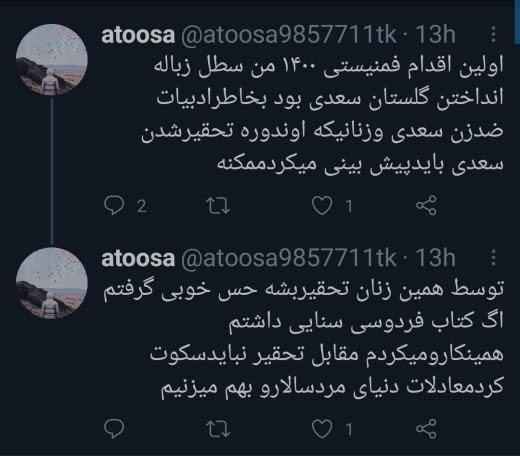 atoosa @atoosa9857711tk · 13h
اولین اقدام فمنیستی ۱۴۰۰ من سطل زباله
انداختن گلستان سعدی بود بخاطرادبیات
ضدزن سعدی وزنانیکه اوندوره تحقیرشدن
سعدی بایدپیش بینی میکردممکنه
2 1
atoosa @atoosa9857711tk · 13h
توسط همین زنان تحقیربشه حس خوبی گرفتم
اگ کتاب فردوسی سنایی داشتم
همینکارومیکردم مقابل تحقیر نبایدسکوت
کردمعادلات دنیای مردسالارو بهم میزنیم
1